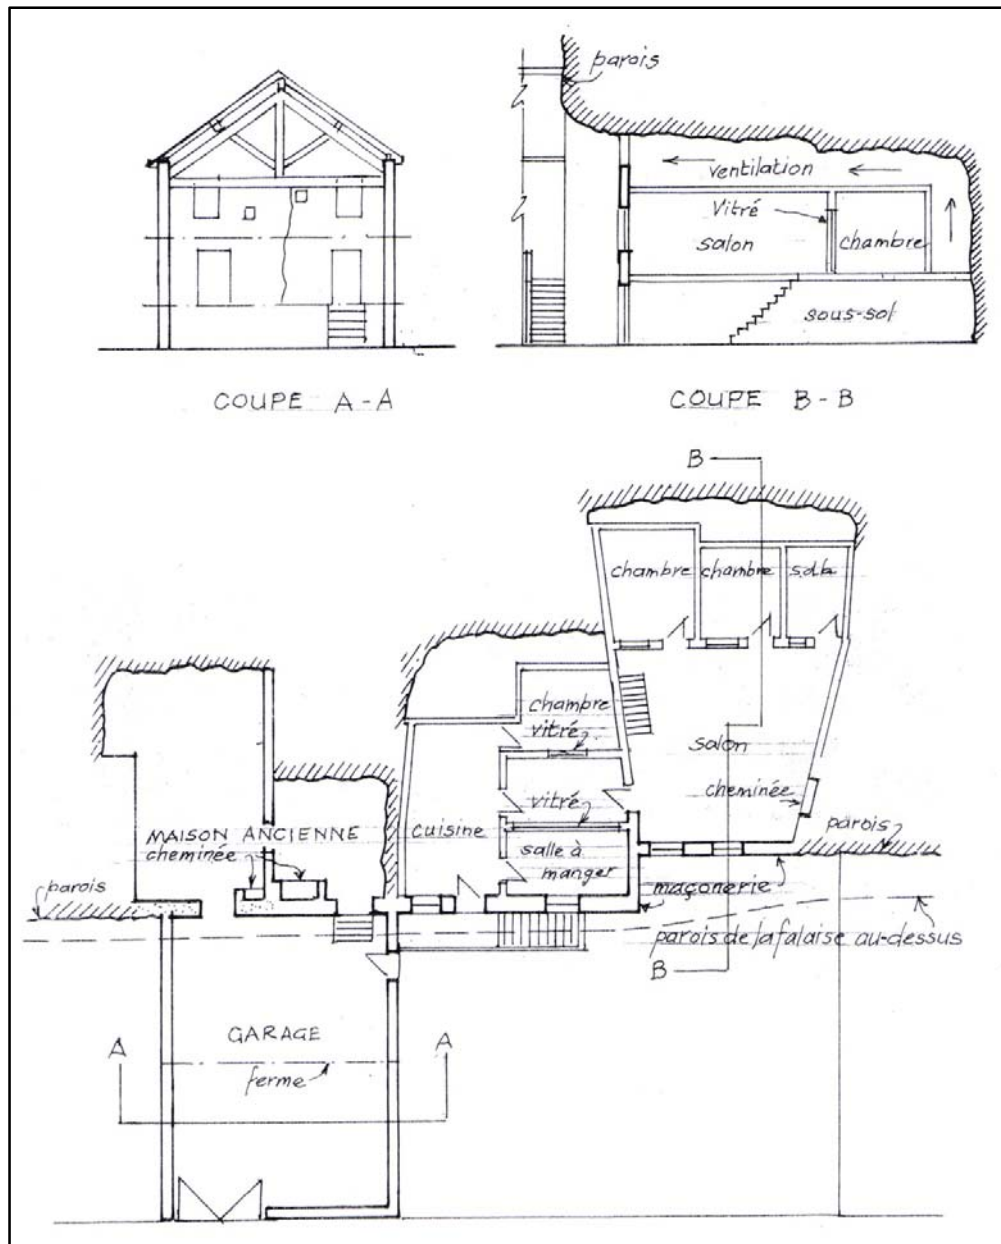 parois
ventilation
Vitré
salon
chambre
sous-sol
COUPE A-A
COUPE B-B
B
chambre
chambre
s.d.b
chambre
vitré
salon
cheminée
vitré
parois
MAISON ANCIENNE
cheminée
cuisine
salle à
manger
parois
maçonerie
parois de la falaise au-dessus
B
GARAGE
A
A
ferme